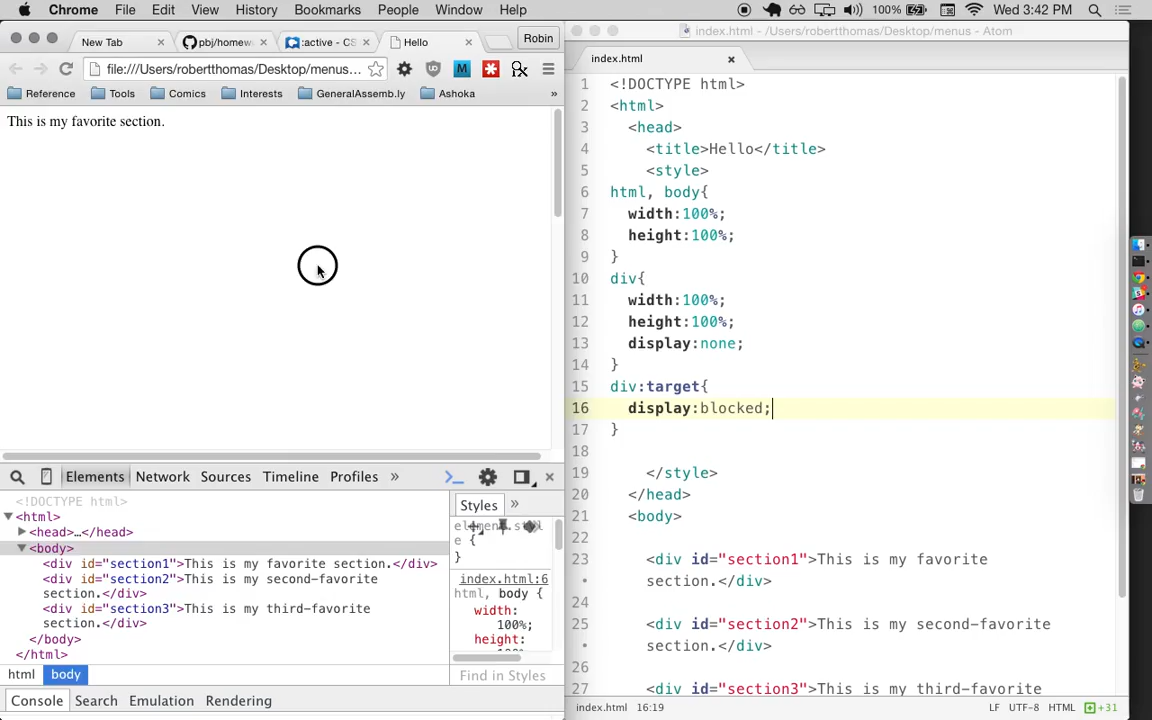 Chrome File Edit View History Bookmarks People Window Help 100% Wed 3:42 PM
New Tab pbj/homew :active - CS Hello Robin
file:///Users/robertthomas/Desktop/menus...
Reference Tools Comics Interests GeneralAssemb.ly Ashoka »
This is my favorite section.
Elements Network Sources Timeline Profiles »
<!DOCTYPE html>
<html>
<head>…</head>
<body>
<div id="section1">This is my favorite section.</div>
<div id="section2">This is my second-favorite
section.</div>
<div id="section3">This is my third-favorite
section.</div>
</body>
</html>
Styles »
e {
}
index.html:6
html, body {
width:
100%;
height:
html body
Find in Styles
Console Search Emulation Rendering
index.html - /Users/robertthomas/Desktop/menus - Atom
index.html
1 <!DOCTYPE html>
2 <html>
3 <head>
4 <title>Hello</title>
5 <style>
6 html, body{
7 width:100%;
8 height:100%;
9 }
10 div{
11 width:100%;
12 height:100%;
13 display:none;
14 }
15 div:target{
16 display:blocked;
17 }
18
19 </style>
20 </head>
21 <body>
22
23 <div id="section1">This is my favorite
• section.</div>
24
25 <div id="section2">This is my second-favorite
• section.</div>
26
27 <div id="section3">This is my third-favorite
index.html 16:19 LF UTF-8 HTML +31